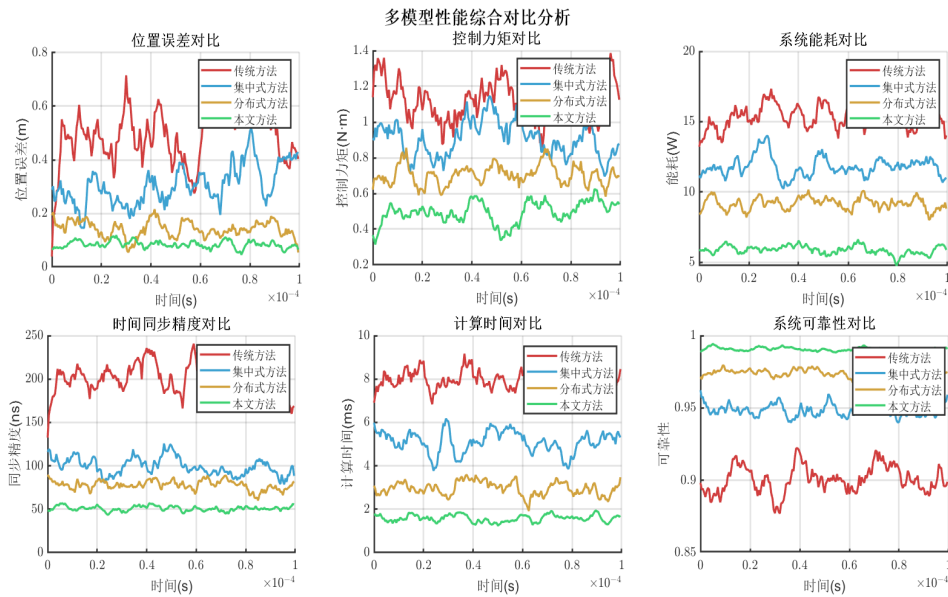 多模型性能综合对比分析
位置误差对比
位置误差(m)
0.8
0.6
0.4
0.2
0
传统方法
集中式方法
分布式方法
本文方法
0 0.2 0.4 0.6 0.8 1
×10⁻⁴
时间(s)
控制力矩对比
控制力矩(N·m)
1.4
1.2
1
0.8
0.6
0.4
0.2
传统方法
集中式方法
分布式方法
本文方法
0 0.2 0.4 0.6 0.8 1
×10⁻⁴
时间(s)
系统能耗对比
能耗(W)
20
15
10
5
传统方法
集中式方法
分布式方法
本文方法
0 0.2 0.4 0.6 0.8
×10⁻⁴
时间(s)
时间同步精度对比
同步精度(ns)
250
200
150
100
50
0
传统方法
集中式方法
分布式方法
本文方法
0 0.2 0.4 0.6 0.8 1
×10⁻⁴
时间(s)
计算时间对比
计算时间(ms)
10
8
6
4
2
0
传统方法
集中式方法
分布式方法
本文方法
0 0.2 0.4 0.6 0.8 1
×10⁻⁴
时间(s)
系统可靠性对比
可靠性
1
0.95
0.9
0.85
传统方法
集中式方法
分布式方法
本文方法
0 0.2 0.4 0.6 0.8
×10⁻⁴
时间(s)